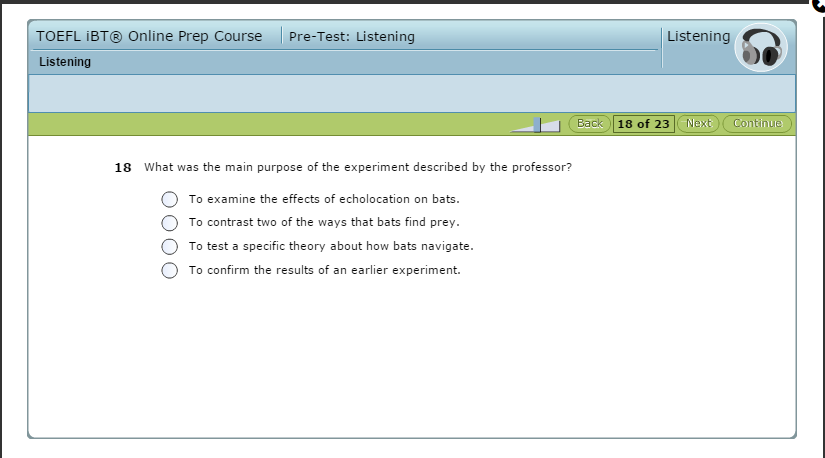 TOEFL iBT® Online Prep Course Pre-Test: Listening Listening
Listening
Back 18 of 23 Next Continue
18 What was the main purpose of the experiment described by the professor?
To examine the effects of echolocation on bats.
To contrast two of the ways that bats find prey.
To test a specific theory about how bats navigate.
To confirm the results of an earlier experiment.